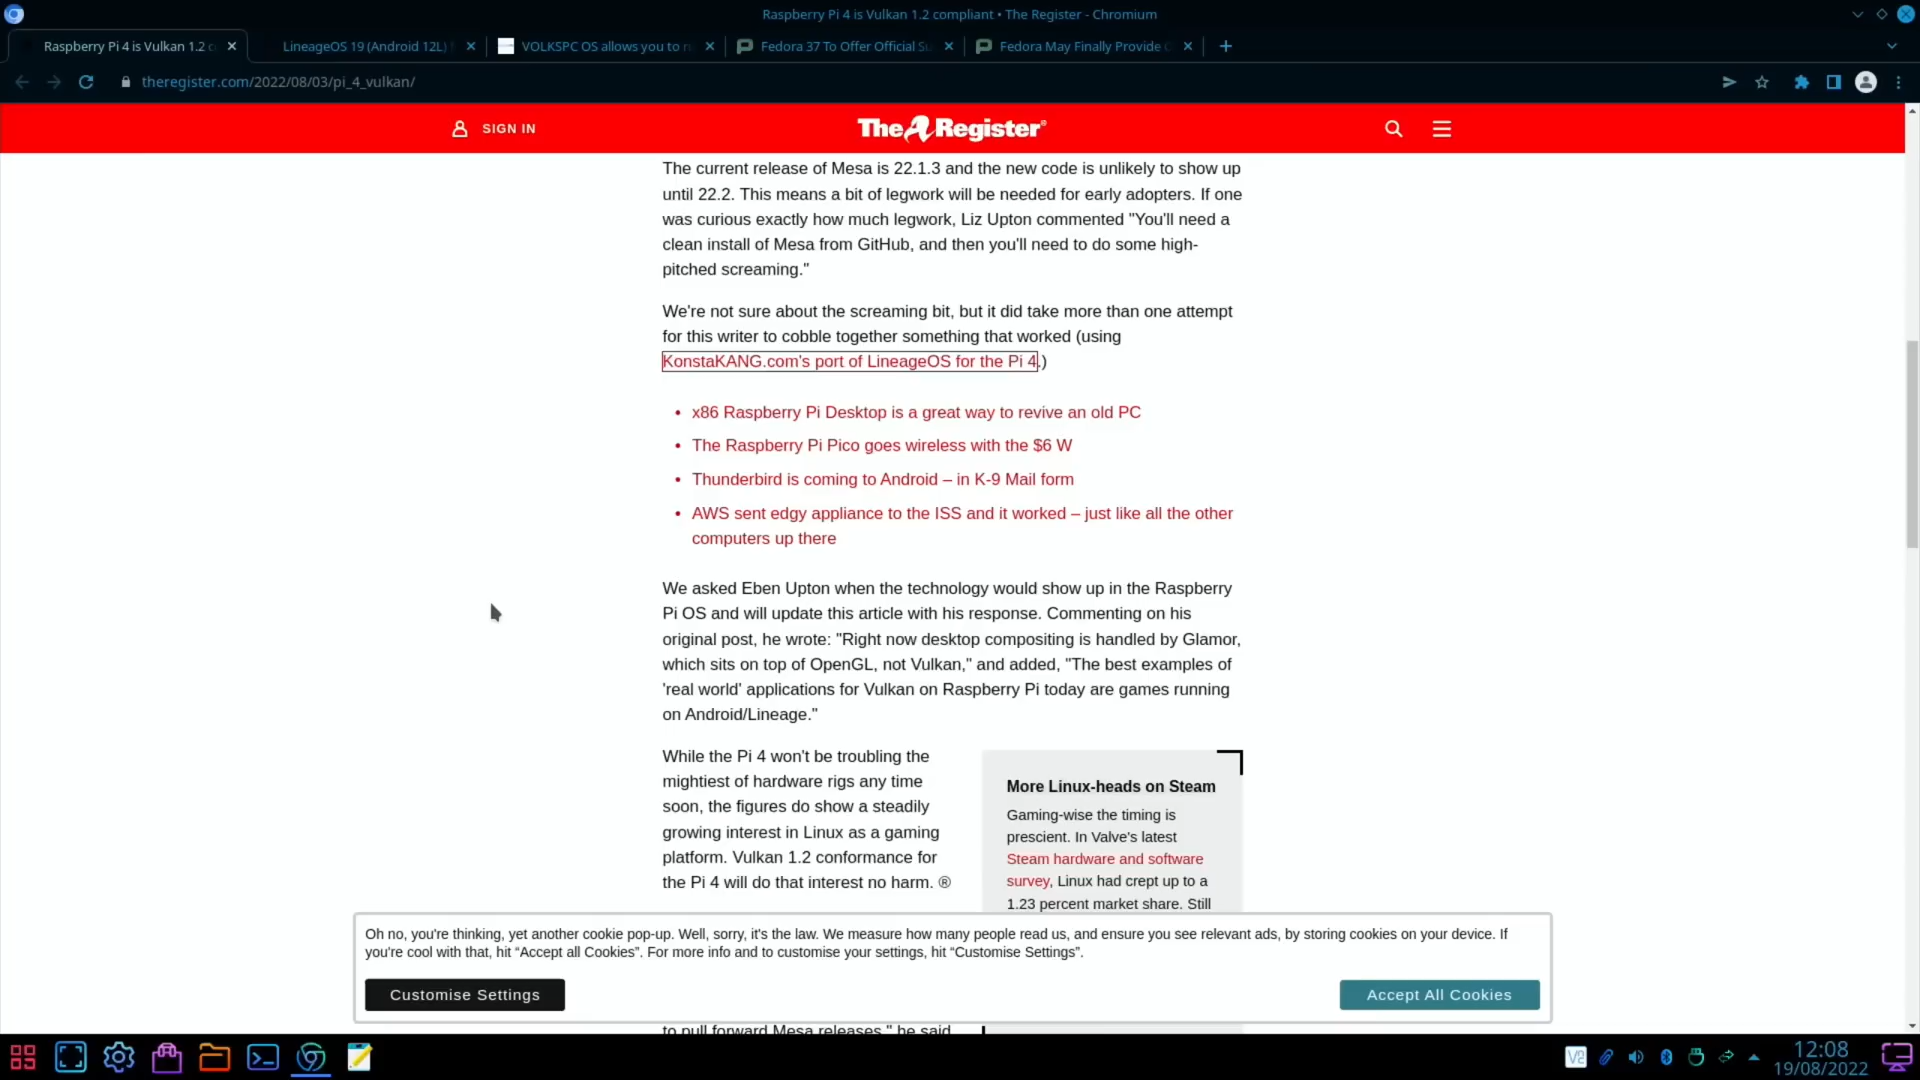 Raspberry Pi 4 is Vulkan 1.2 compliant • The Register - Chromium
Raspberry Pi 4 is Vulkan 1.2 c
LineageOS 19 (Android 12L)
VOLKSPC OS allows you to r
Fedora 37 To Offer Official Su
Fedora May Finally Provide
theregister.com/2022/08/03/pi_4_vulkan/
SIGN IN
The Register®
The current release of Mesa is 22.1.3 and the new code is unlikely to show up
until 22.2. This means a bit of legwork will be needed for early adopters. If one
was curious exactly how much legwork, Liz Upton commented "You'll need a
clean install of Mesa from GitHub, and then you'll need to do some high-
pitched screaming."
We're not sure about the screaming bit, but it did take more than one attempt
for this writer to cobble together something that worked (using
KonstaKANG.com's port of LineageOS for the Pi 4.)
• x86 Raspberry Pi Desktop is a great way to revive an old PC
• The Raspberry Pi Pico goes wireless with the $6 W
• Thunderbird is coming to Android – in K-9 Mail form
• AWS sent edgy appliance to the ISS and it worked – just like all the other
computers up there
We asked Eben Upton when the technology would show up in the Raspberry
Pi OS and will update this article with his response. Commenting on his
original post, he wrote: "Right now desktop compositing is handled by Glamor,
which sits on top of OpenGL, not Vulkan," and added, "The best examples of
'real world' applications for Vulkan on Raspberry Pi today are games running
on Android/Lineage."
While the Pi 4 won't be troubling the
mightiest of hardware rigs any time
soon, the figures do show a steadily
growing interest in Linux as a gaming
platform. Vulkan 1.2 conformance for
the Pi 4 will do that interest no harm. ®
More Linux-heads on Steam
Gaming-wise the timing is
prescient. In Valve's latest
Steam hardware and software
survey, Linux had crept up to a
1.23 percent market share. Still
Oh no, you're thinking, yet another cookie pop-up. Well, sorry, it's the law. We measure how many people read us, and ensure you see relevant ads, by storing cookies on your device. If
you're cool with that, hit “Accept all Cookies”. For more info and to customise your settings, hit “Customise Settings”.
Customise Settings
Accept All Cookies
to pull forward Mesa releases," he said
12:08
19/08/2022